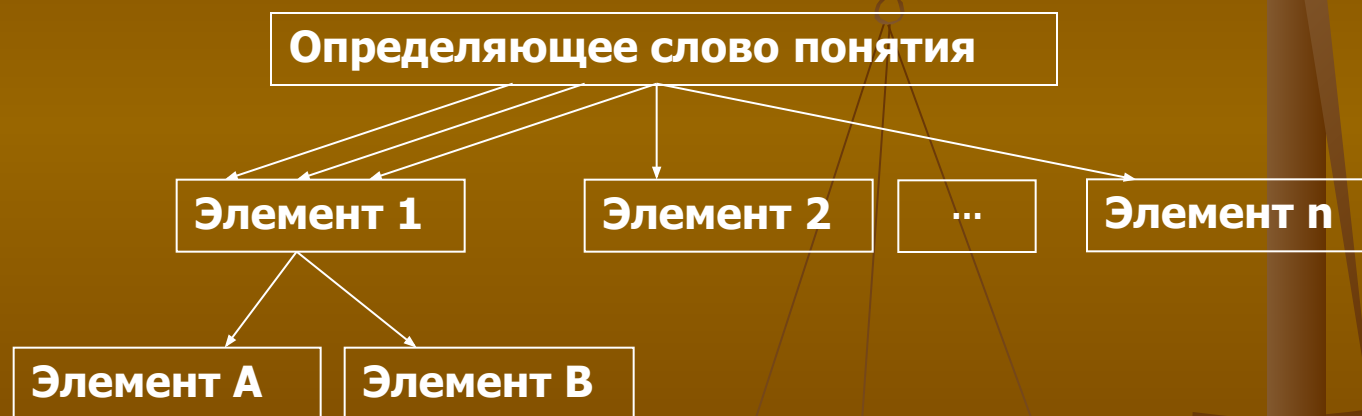 Определяющее слово понятия
Элемент 1
Элемент 2
...
Элемент n
Элемент А
Элемент В